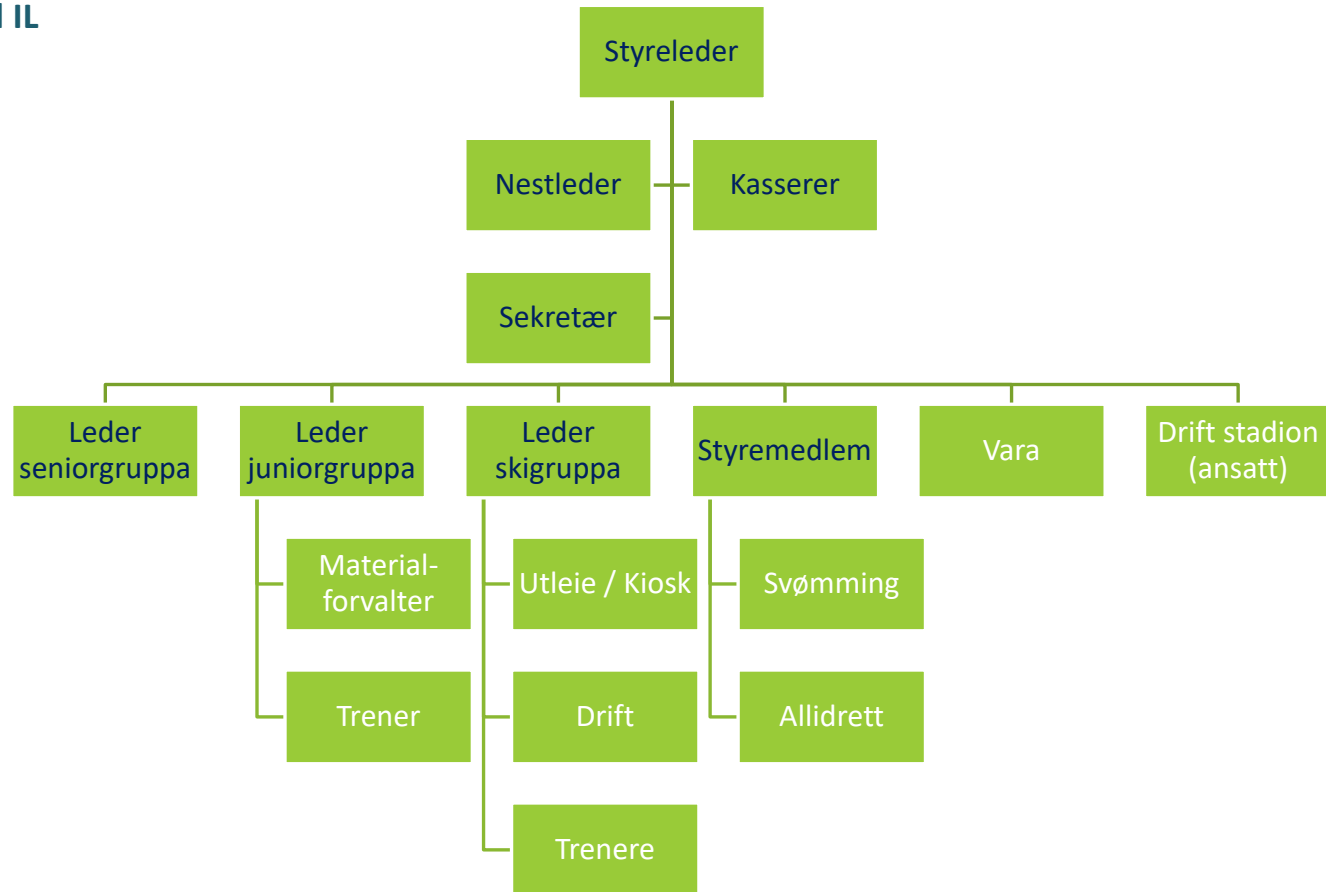 IL
Styreleder
Nestleder
Kasserer
Sekretær
Leder
seniorgruppa
Leder
juniorgruppa
Leder
skigruppa
Styremedlem
Vara
Drift stadion
(ansatt)
Material-
forvalter
Utleie / Kiosk
Svømming
Trener
Drift
Allidrett
Trenere